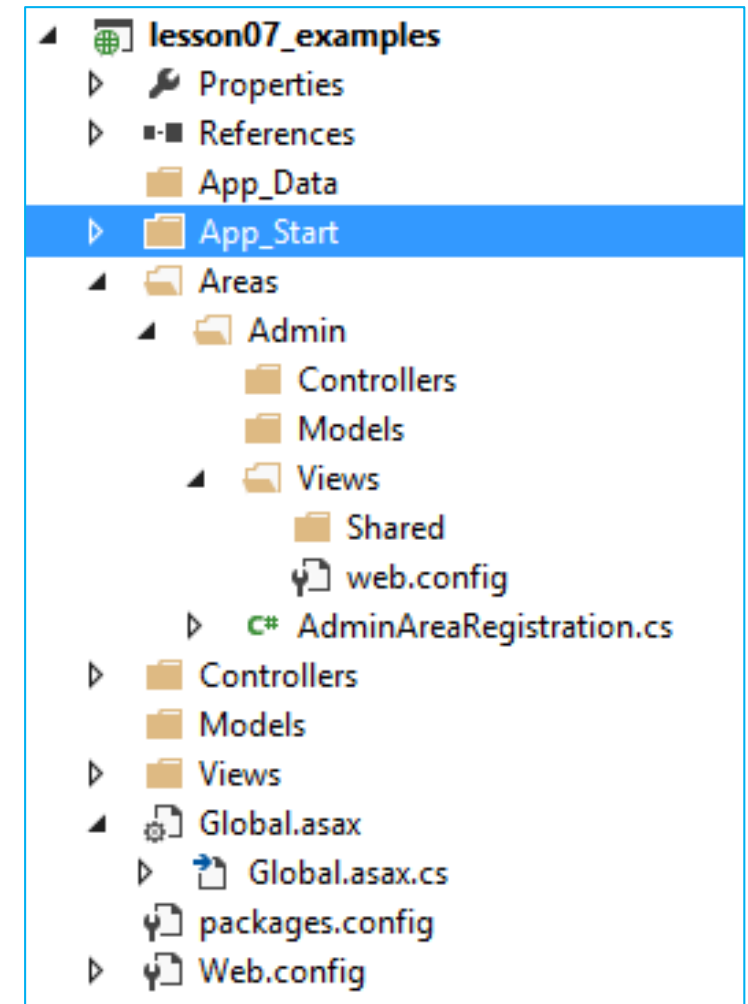 lesson07_examples
Properties
References
App_Data
App_Start
Areas
Admin
Controllers
Models
Views
Shared
web.config
C# AdminAreaRegistration.cs
Controllers
Models
Views
Global.asax
Global.asax.cs
packages.config
Web.config